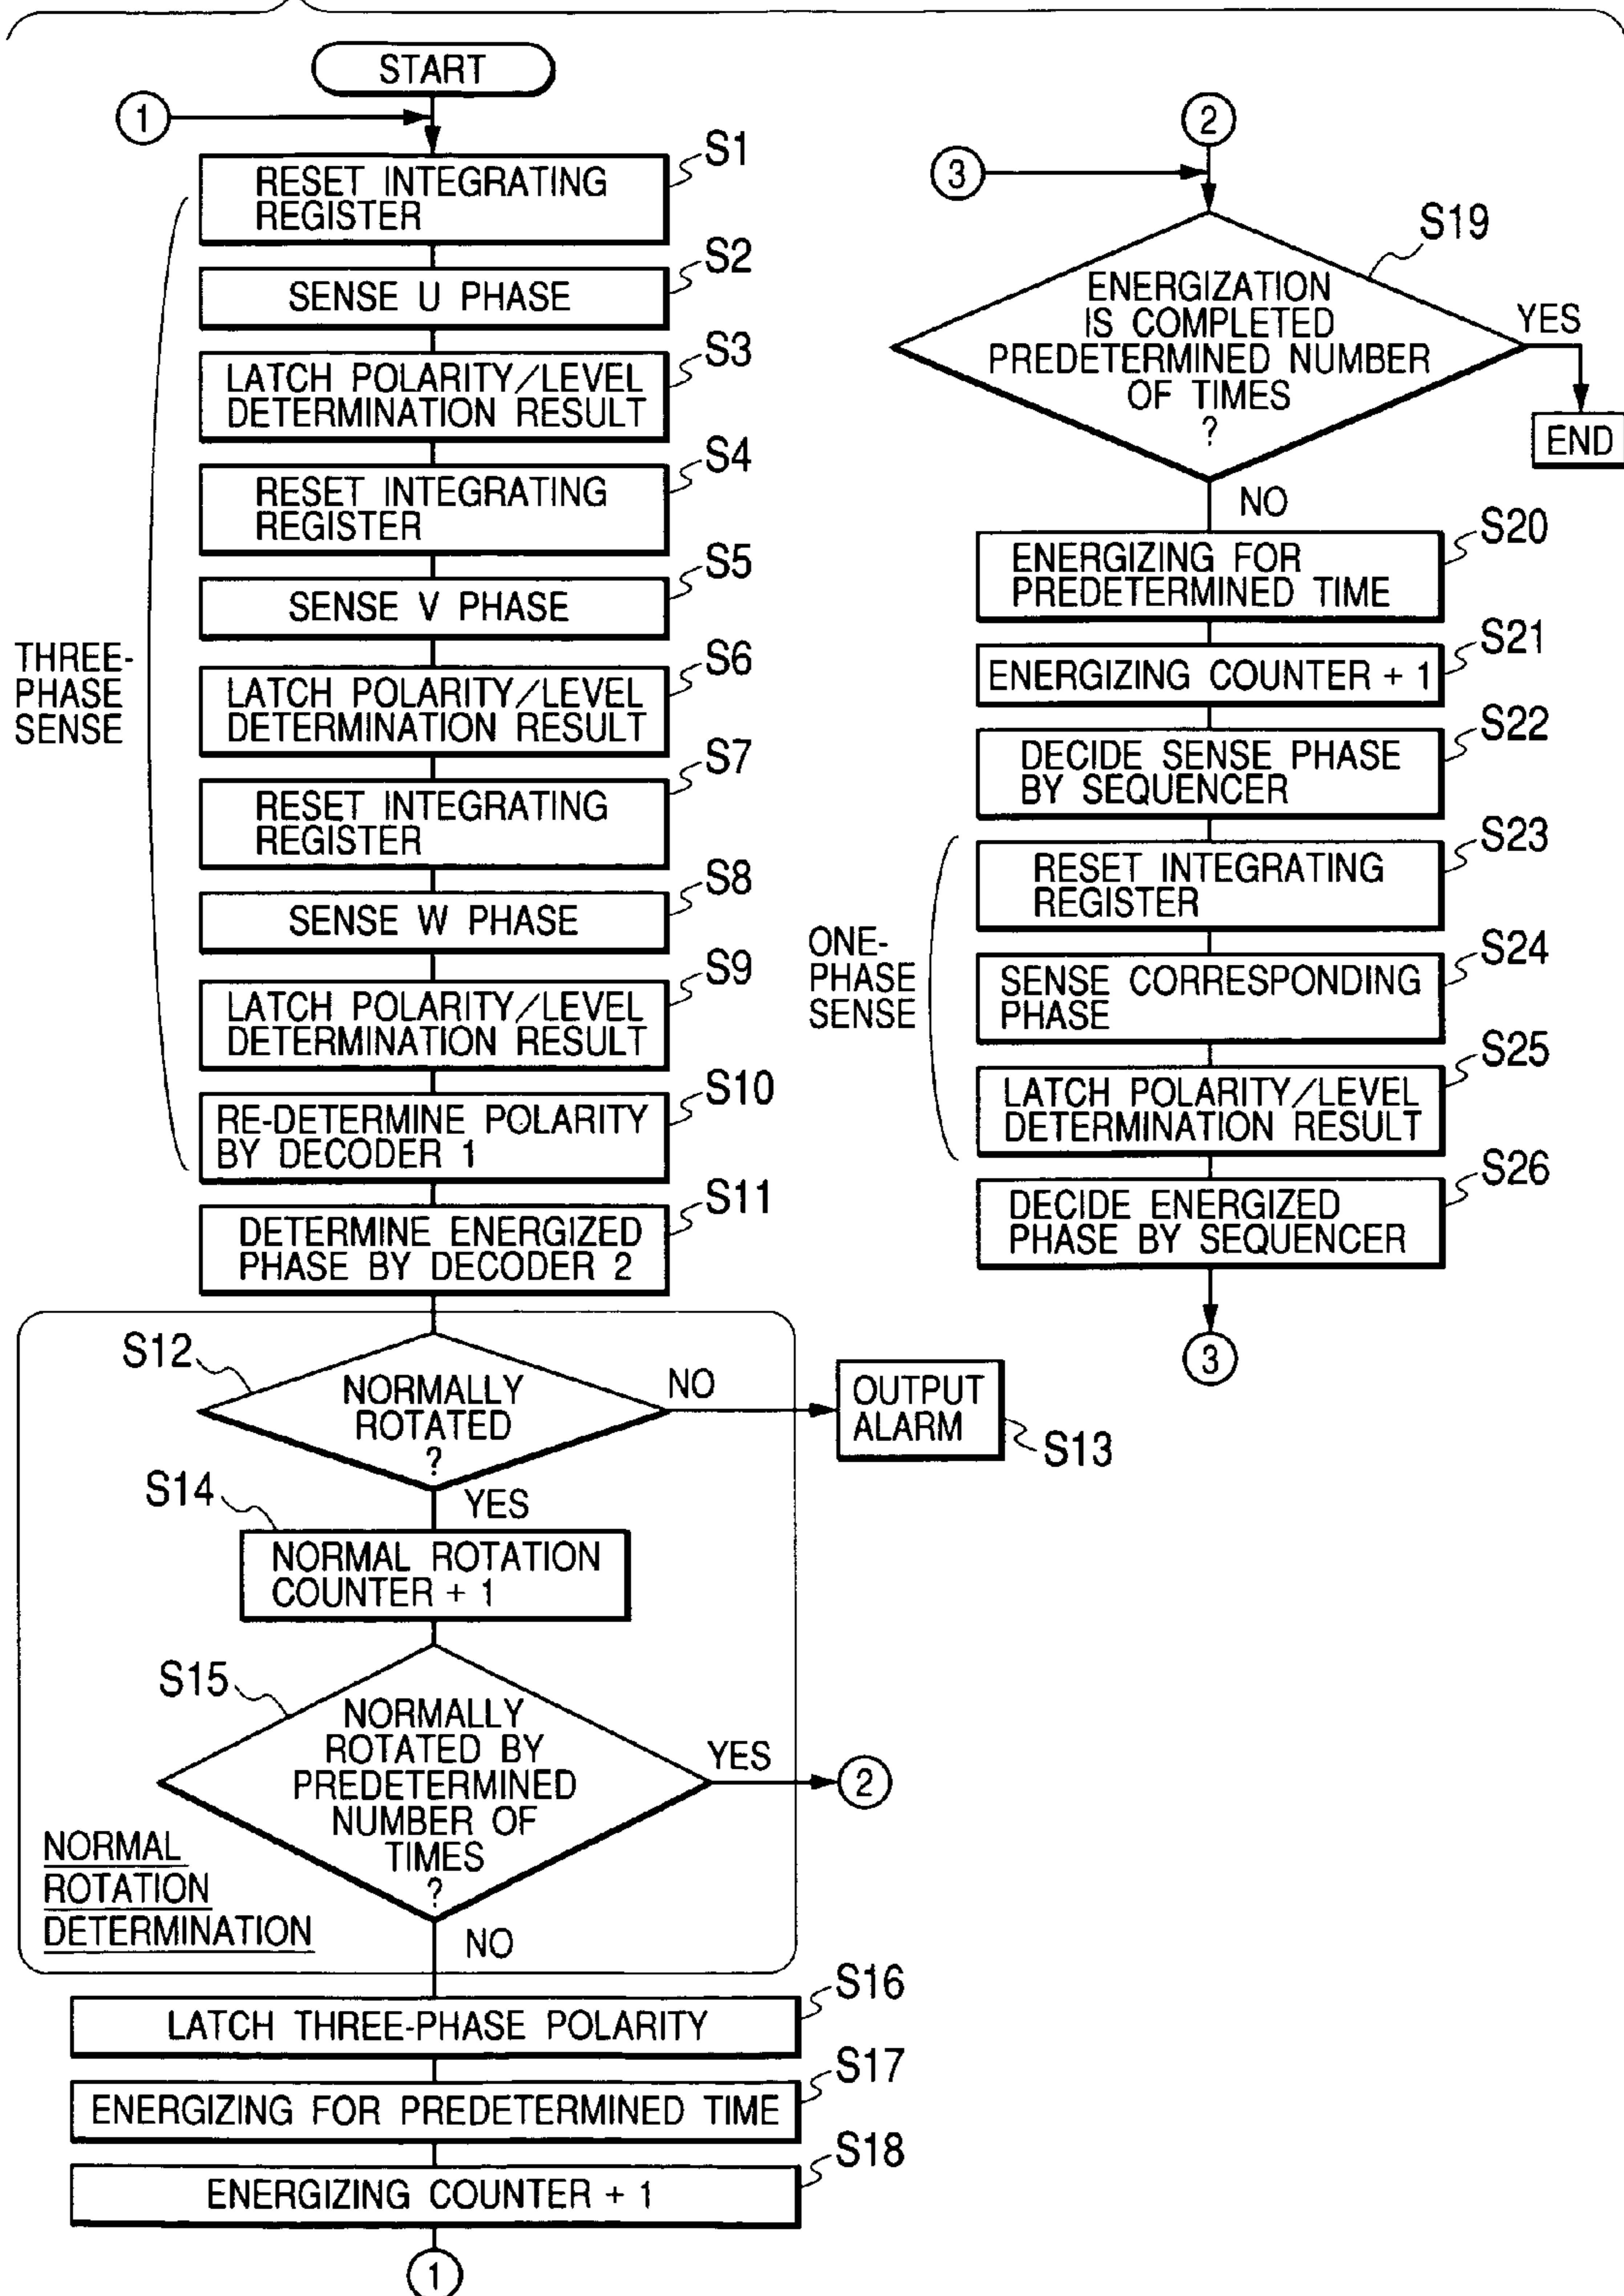 START
1
RESET INTEGRATING
REGISTER
S1
SENSE U PHASE
S2
LATCH POLARITY/LEVEL
DETERMINATION RESULT
S3
RESET INTEGRATING
REGISTER
S4
SENSE V PHASE
S5
LATCH POLARITY/LEVEL
DETERMINATION RESULT
S6
RESET INTEGRATING
REGISTER
S7
SENSE W PHASE
S8
LATCH POLARITY/LEVEL
DETERMINATION RESULT
S9
RE-DETERMINE POLARITY
BY DECODER 1
S10
THREE-
PHASE
SENSE
DETERMINE ENERGIZED
PHASE BY DECODER 2
S11
S12
NORMALLY
ROTATED
?
NO
OUTPUT
ALARM
S13
YES
S14
NORMAL ROTATION
COUNTER + 1
S15
NORMALLY
ROTATED BY
PREDETERMINED
NUMBER OF
TIMES
?
YES
2
NORMAL
ROTATION
DETERMINATION
NO
LATCH THREE-PHASE POLARITY
S16
ENERGIZING FOR PREDETERMINED TIME
S17
ENERGIZING COUNTER + 1
S18
1
2
3
S19
ENERGIZATION
IS COMPLETED
PREDETERMINED NUMBER
OF TIMES
?
YES
END
NO
ENERGIZING FOR
PREDETERMINED TIME
S20
ENERGIZING COUNTER + 1
S21
DECIDE SENSE PHASE
BY SEQUENCER
S22
RESET INTEGRATING
REGISTER
S23
SENSE CORRESPONDING
PHASE
S24
LATCH POLARITY/LEVEL
DETERMINATION RESULT
S25
ONE-
PHASE
SENSE
DECIDE ENERGIZED
PHASE BY SEQUENCER
S26
3